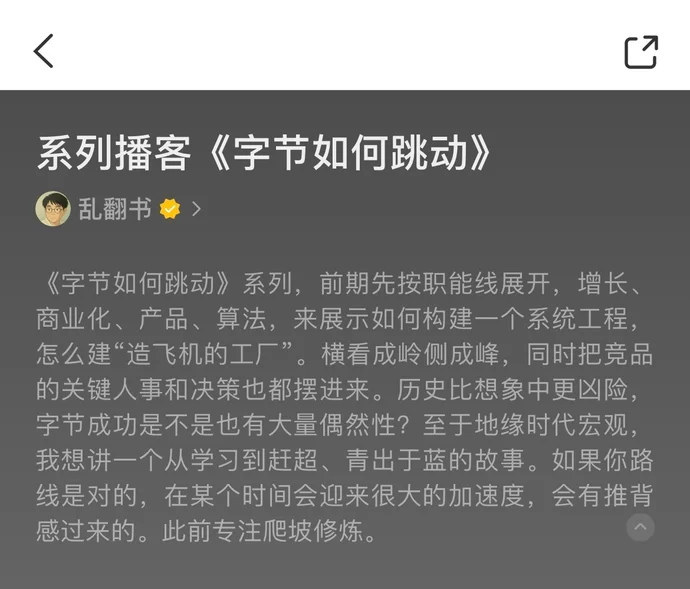 系列播客《字节如何跳动》
乱翻书
《字节如何跳动》系列，前期先按职能线展开，增长、
商业化、产品、算法，来展示如何构建一个系统工程，
怎么建“造飞机的工厂”。横看成岭侧成峰，同时把竞品
的关键人事和决策也都摆进来。历史比想象中更凶险，
字节成功是不是也有大量偶然性？至于地缘时代宏观，
我想讲一个从学习到赶超、青出于蓝的故事。如果你路
线是对的，在某个时间会迎来很大的加速度，会有推背
感过来的。此前专注爬坡修炼。